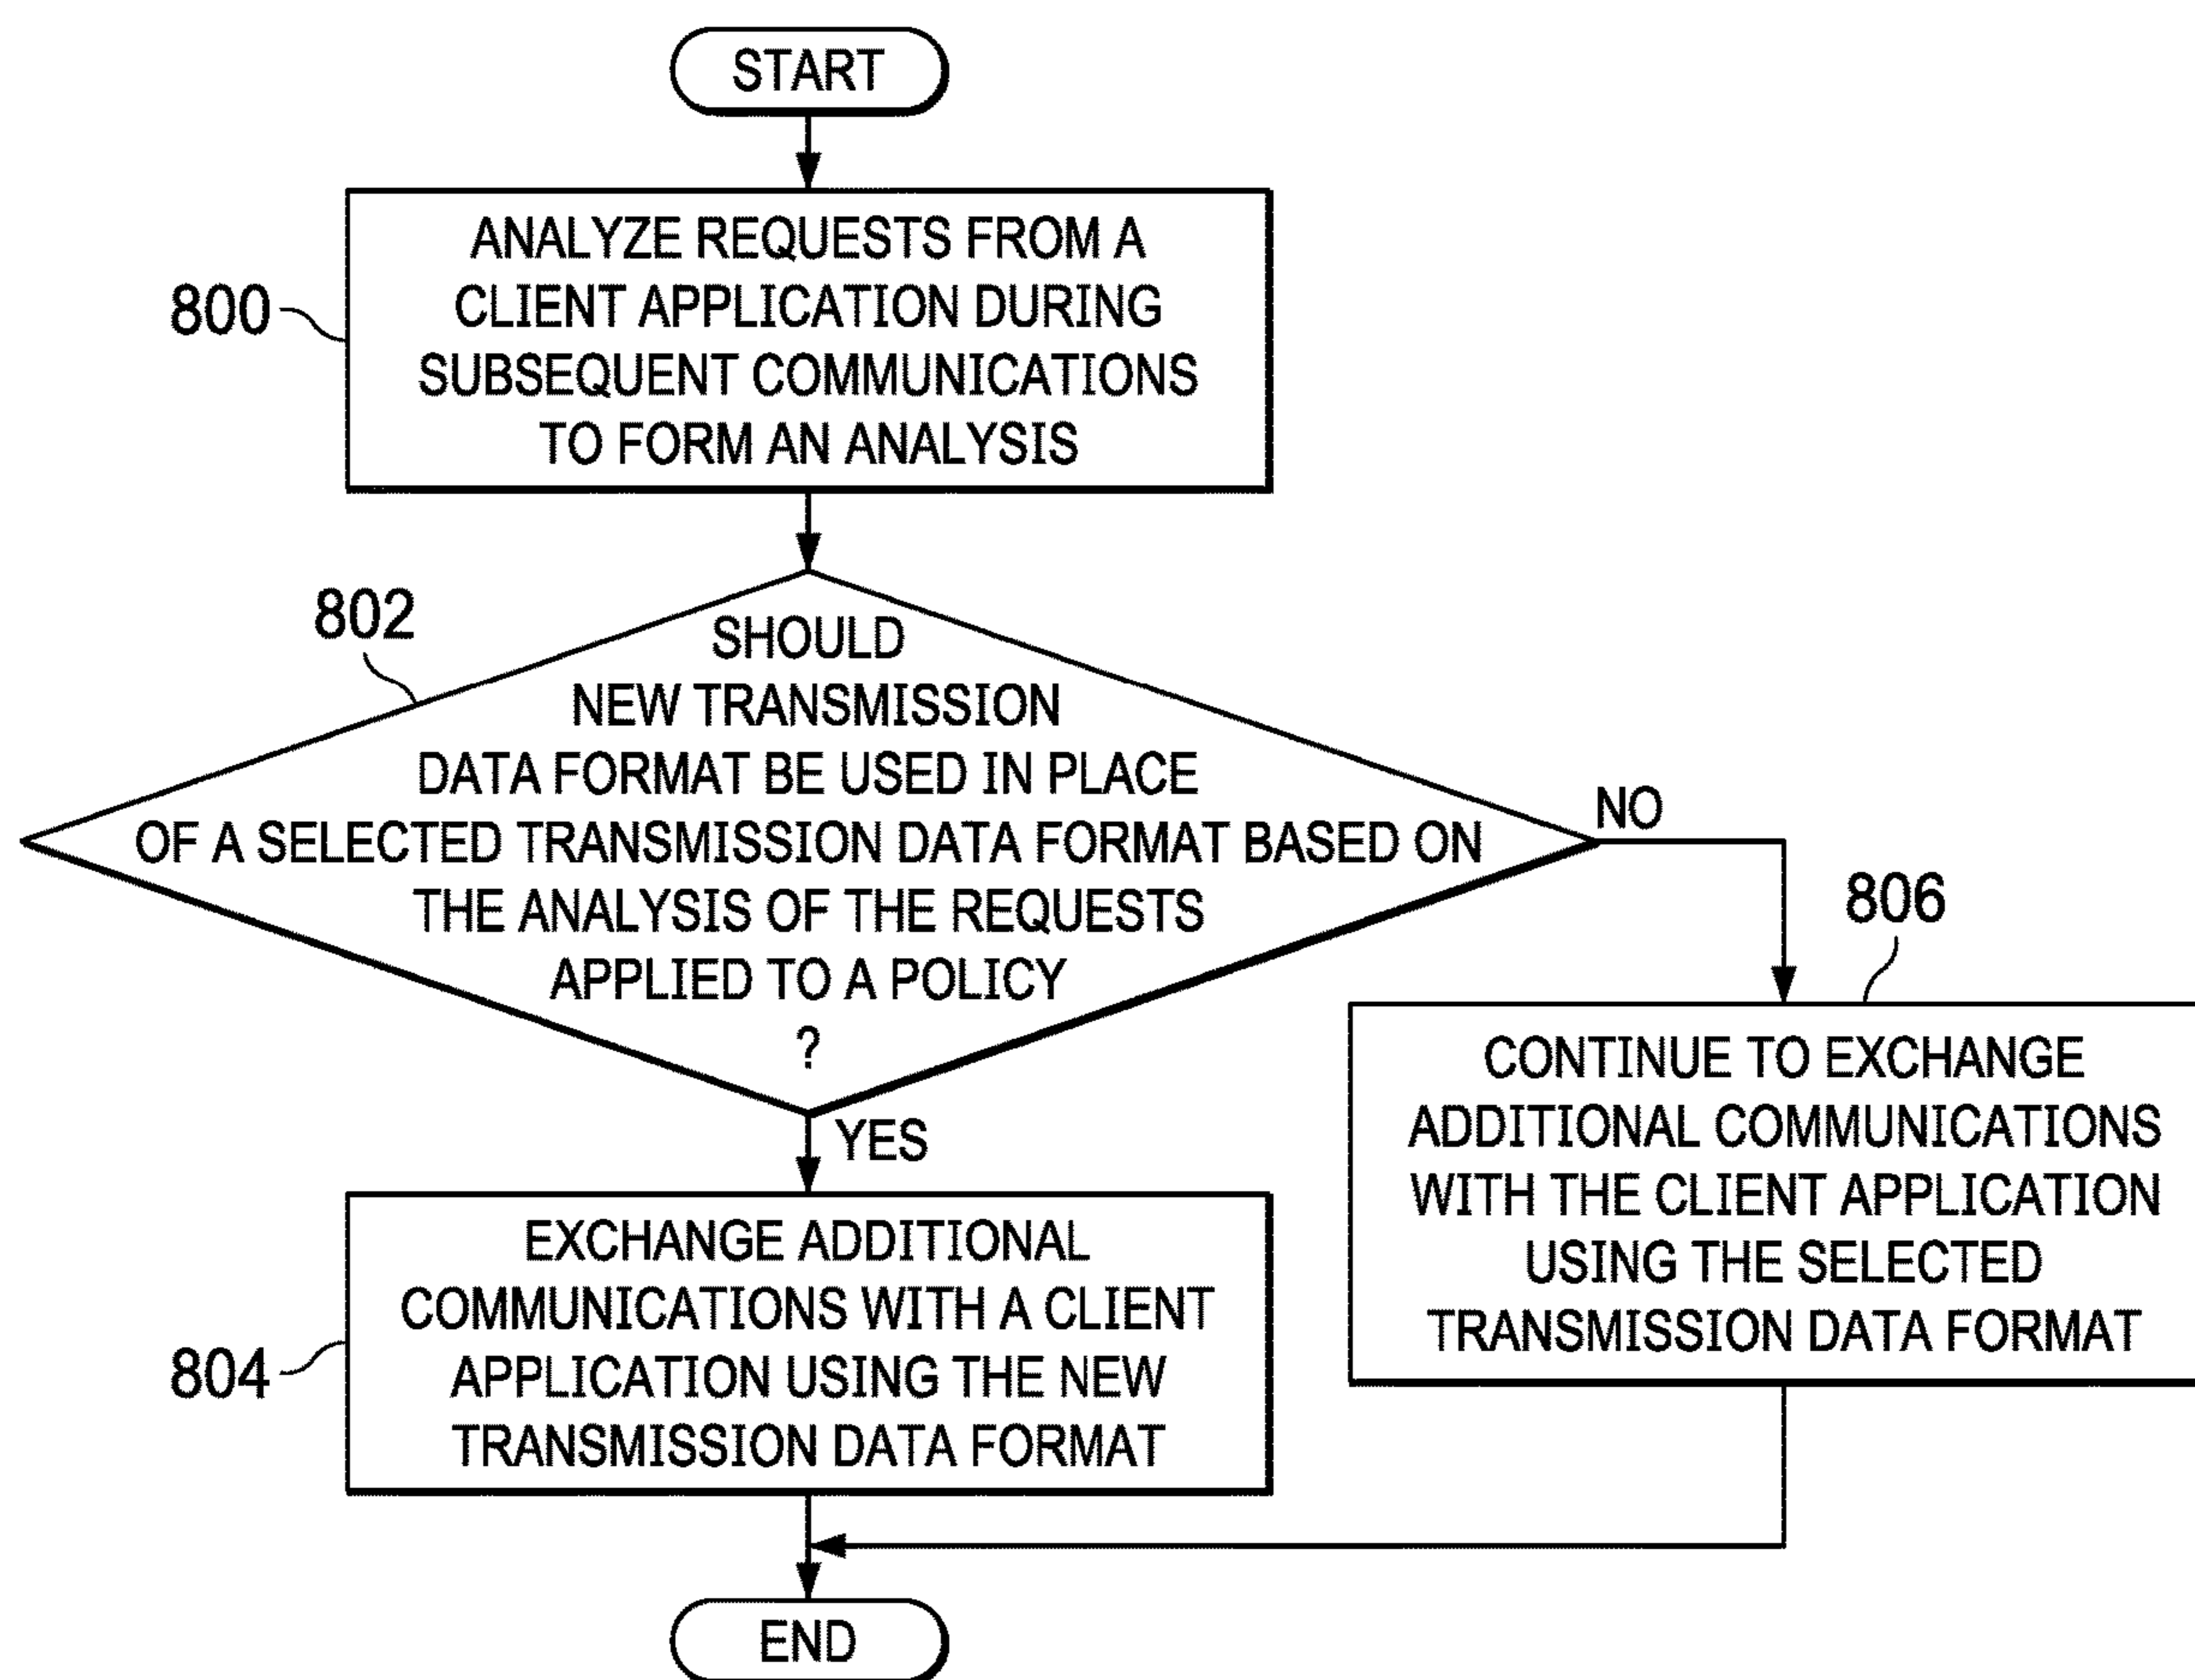 START
800
ANALYZE REQUESTS FROM A
CLIENT APPLICATION DURING
SUBSEQUENT COMMUNICATIONS
TO FORM AN ANALYSIS
802
SHOULD
NEW TRANSMISSION
DATA FORMAT BE USED IN PLACE
OF A SELECTED TRANSMISSION DATA FORMAT BASED ON
THE ANALYSIS OF THE REQUESTS
APPLIED TO A POLICY
?
NO
YES
806
CONTINUE TO EXCHANGE
ADDITIONAL COMMUNICATIONS
WITH THE CLIENT APPLICATION
USING THE SELECTED
TRANSMISSION DATA FORMAT
804
EXCHANGE ADDITIONAL
COMMUNICATIONS WITH A CLIENT
APPLICATION USING THE NEW
TRANSMISSION DATA FORMAT
END